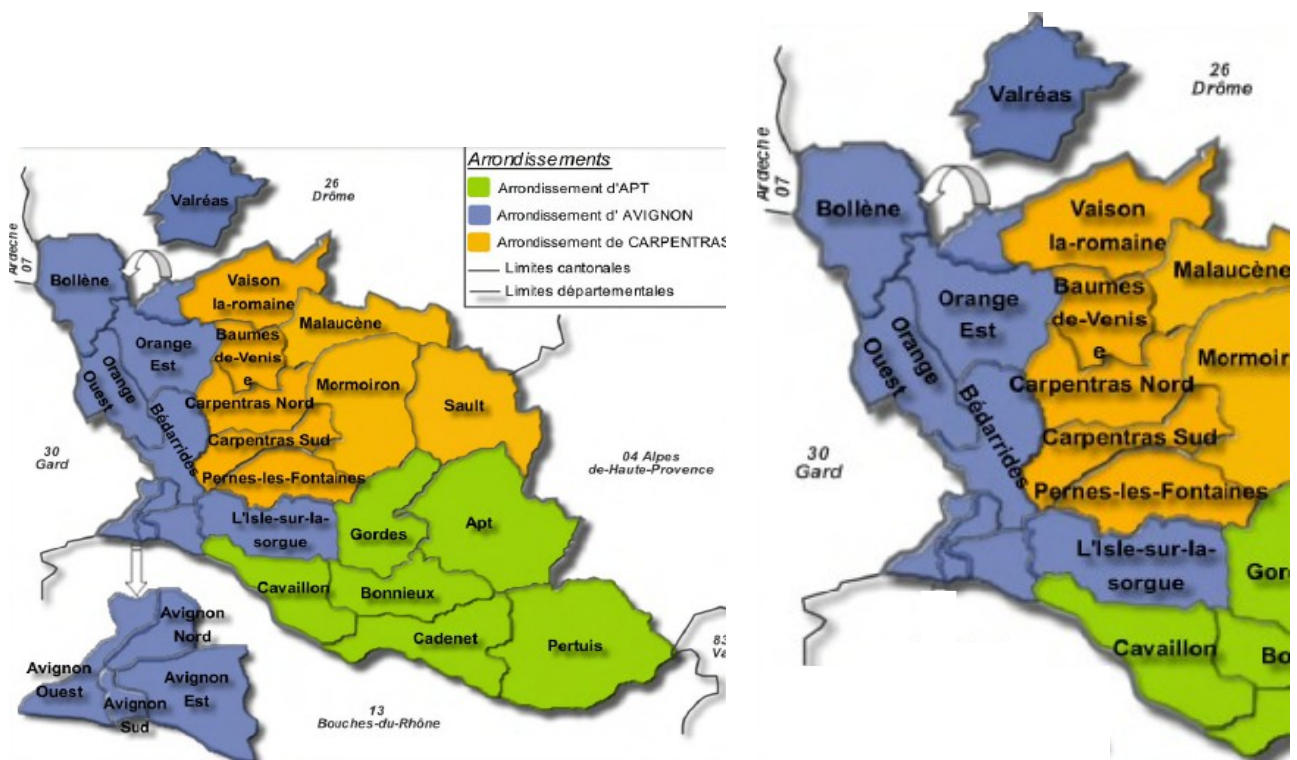 Arrondissements
Arrondissement d'APT
Arrondissement d' AVIGNON
Arrondissement de CARPENTRAS
Limites cantonales
Limites départementales
26
Drôme
Ardèche
07
Valréas
Bollène
Vaison
la-romaine
Malaucène
Orange
Est
Baumes
de-Venis
e
Orange
Ouest
Mormoiron
Sault
Carpentras Nord
Bédarrides
Carpentras Sud
Pernes-les-Fontaines
30
Gard
04 Alpes
de-Haute-Provence
L'Isle-sur-la-
sorgue
Gordes
Apt
Cavaillon
Bonnieux
Cadenet
Pertuis
83
Va
Avignon
Nord
Avignon
Ouest
Avignon
Est
Avignon
Sud
13
Bouches-du-Rhône
26
Drôme
Ardèche
07
Valréas
Bollène
Vaison
la-romaine
Malaucène
Orange
Est
Baumes
de-Venis
e
Orange
Ouest
Mormoir
Carpentras Nord
Bédarrides
Carpentras Sud
Pernes-les-Fontaines
30
Gard
L'Isle-sur-la-
sorgue
Gor
Cavaillon
Bo